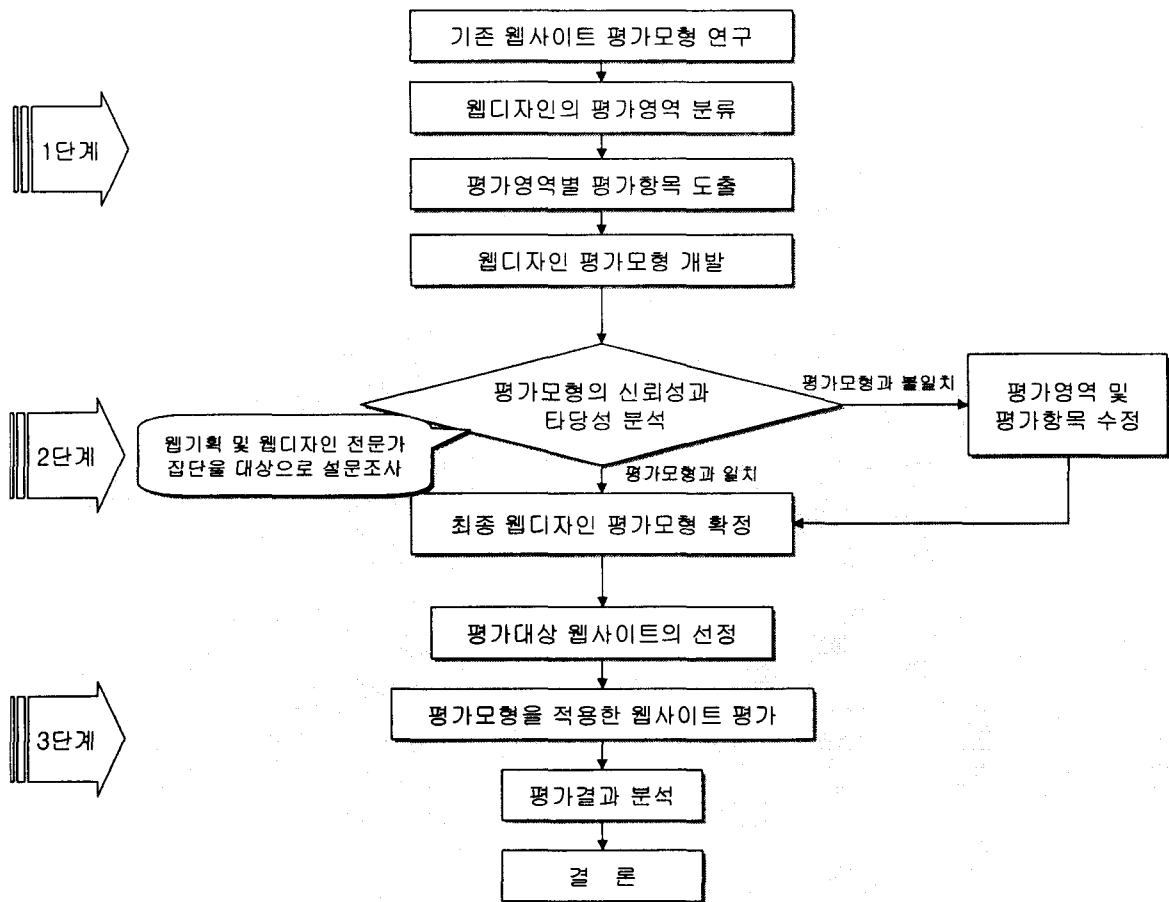 기존 웹사이트 평가모형 연구
웹디자인의 평가영역 분류
1단계
평가영역별 평가항목 도출
웹디자인 평가모형 개발
평가모형의 신뢰성과
타당성 분석
평가모형과 불일치
평가영역 및
평가항목 수정
2단계
웹기획 및 웹디자인 전문가
집단을 대상으로 설문조사
평가모형과 일치
최종 웹디자인 평가모형 확정
평가대상 웹사이트의 선정
3단계
평가모형을 적용한 웹사이트 평가
평가결과 분석
결 론